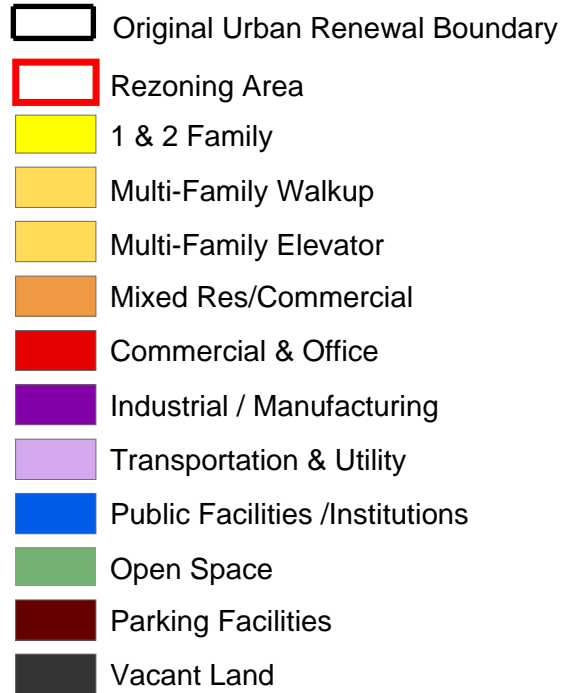 Original Urban Renewal Boundary
Rezoning Area
1 & 2 Family
Multi-Family Walkup
Multi-Family Elevator
Mixed Res/Commercial
Commercial & Office
Industrial / Manufacturing
Transportation & Utility
Public Facilities /Institutions
Open Space
Parking Facilities
Vacant Land